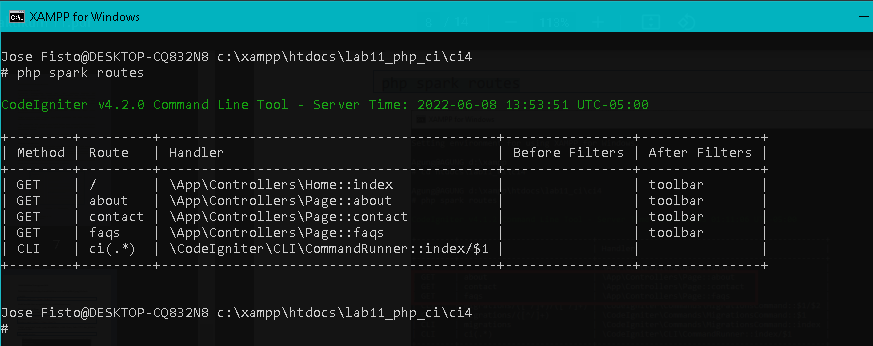 XAMPP for Windows
Jose Fisto@DESKTOP-CQ832N8 c:\xampp\htdocs\lab11_php_ci\ci4
# php spark routes
CodeIgniter v4.2.0 Command Line Tool - Server Time: 2022-06-08 13:53:51 UTC-05:00
+--------+---------+------------------------------------+----------------+---------------+
| Method | Route   | Handler                            | Before Filters | After Filters |
+--------+---------+------------------------------------+----------------+---------------+
| GET    | /       | \App\Controllers\Home::index       |                | toolbar       |
| GET    | about   | \App\Controllers\Page::about       |                | toolbar       |
| GET    | contact | \App\Controllers\Page::contact     |                | toolbar       |
| GET    | faqs    | \App\Controllers\Page::faqs        |                | toolbar       |
| CLI    | ci(.*)  | \CodeIgniter\CLI\CommandRunner::index/$1 |                |               |
+--------+---------+------------------------------------+----------------+---------------+
Jose Fisto@DESKTOP-CQ832N8 c:\xampp\htdocs\lab11_php_ci\ci4
#